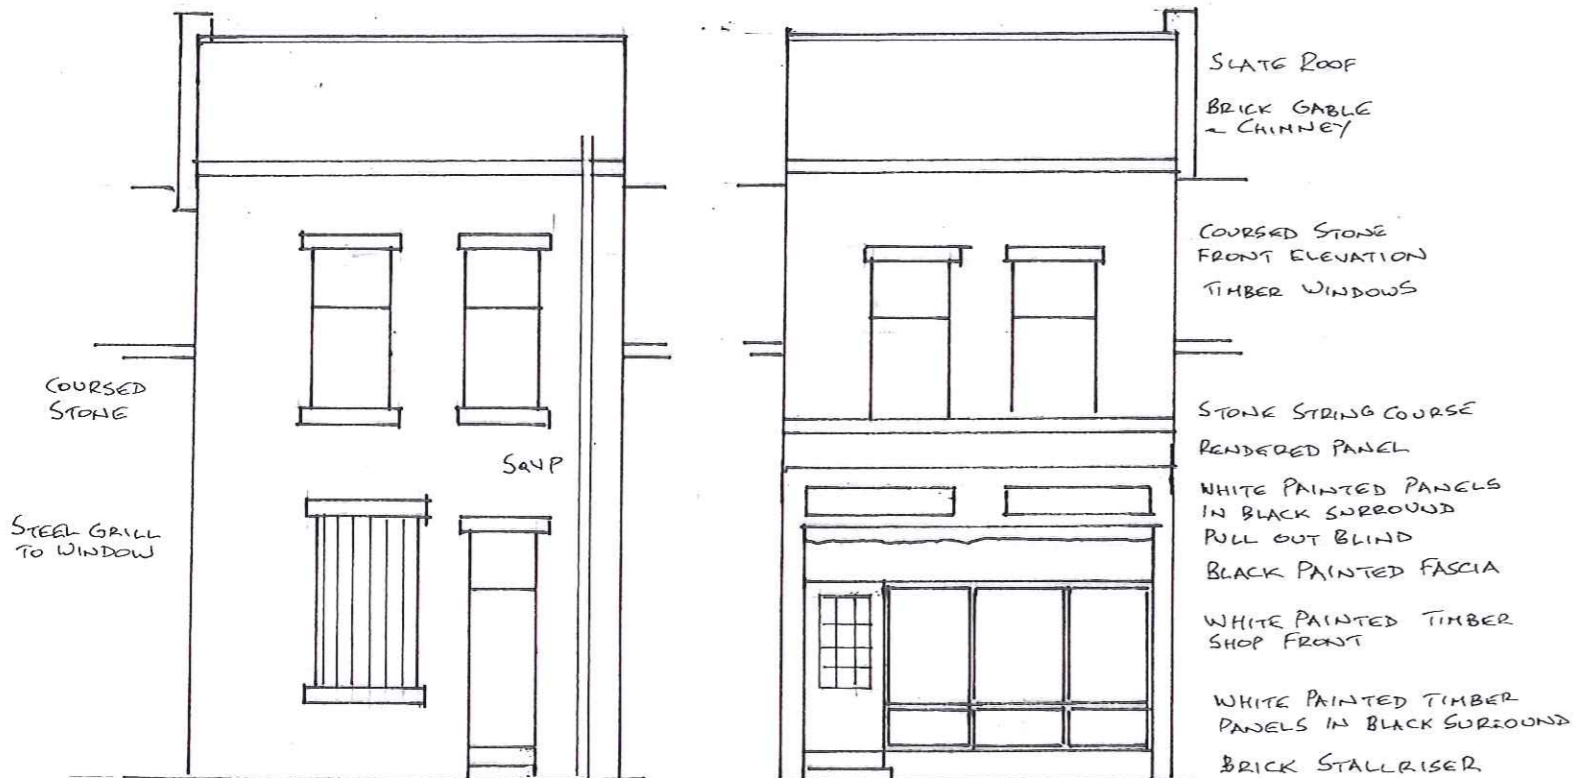 COURSED
STONE
STEEL GRILL
TO WINDOW
S&VP
SLATE ROOF
BRICK GABLE
& CHIMNEY
COURSED STONE
FRONT ELEVATION
TIMBER WINDOWS
STONE STRING COURSE
RENDERED PANEL
WHITE PAINTED PANELS
IN BLACK SURROUND
PULL OUT BLIND
BLACK PAINTED FASCIA
WHITE PAINTED TIMBER
SHOP FRONT
WHITE PAINTED TIMBER
PANELS IN BLACK SURROUND
BRICK STALLRISER